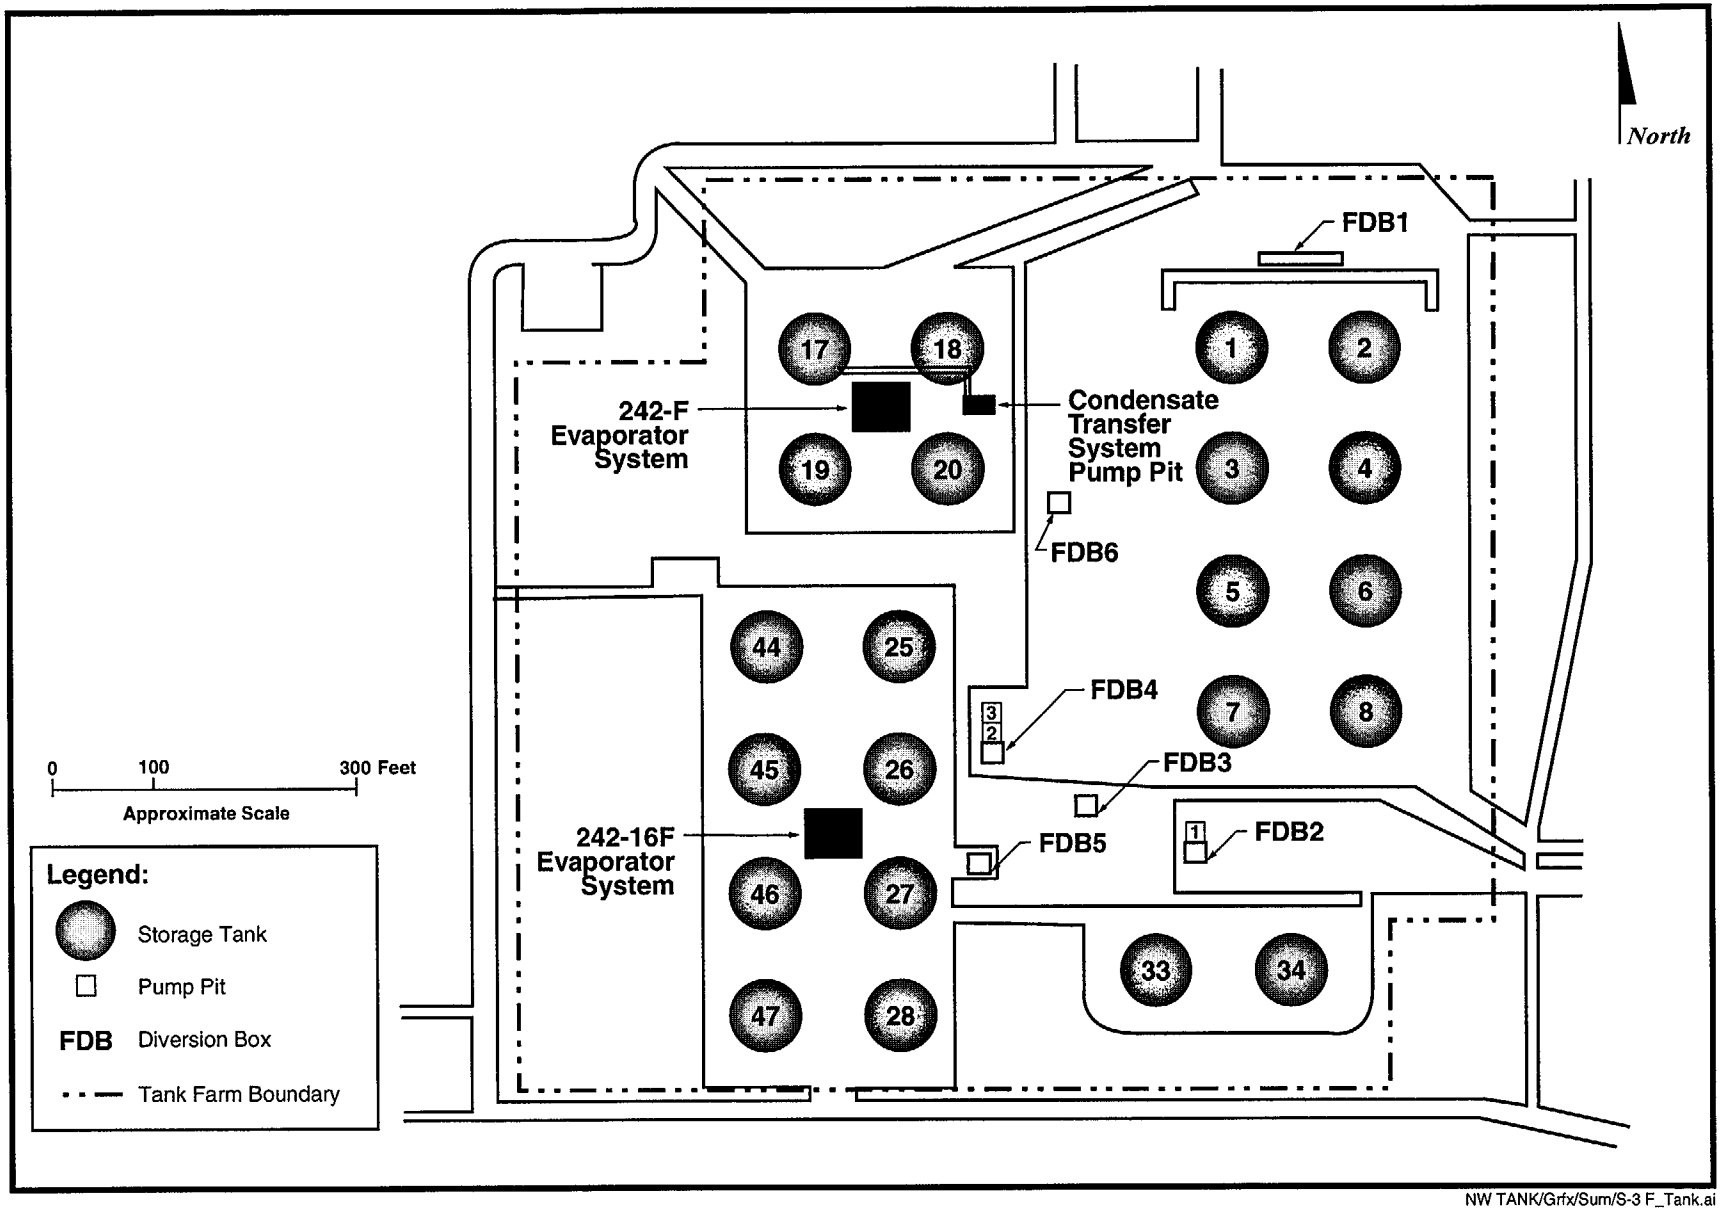 North
FDB1
17
18
1
2
242-F
Evaporator
System
Condensate
Transfer
System
Pump Pit
19
20
3
4
FDB6
5
6
44
25
FDB4
3
2
7
8
45
26
FDB3
0
100
300 Feet
Approximate Scale
242-16F
Evaporator
System
FDB5
1
FDB2
46
27
33
34
47
28
Legend:
Storage Tank
Pump Pit
FDB Diversion Box
Tank Farm Boundary
NW TANK/Grfx/Sum/S-3 F_Tank.ai